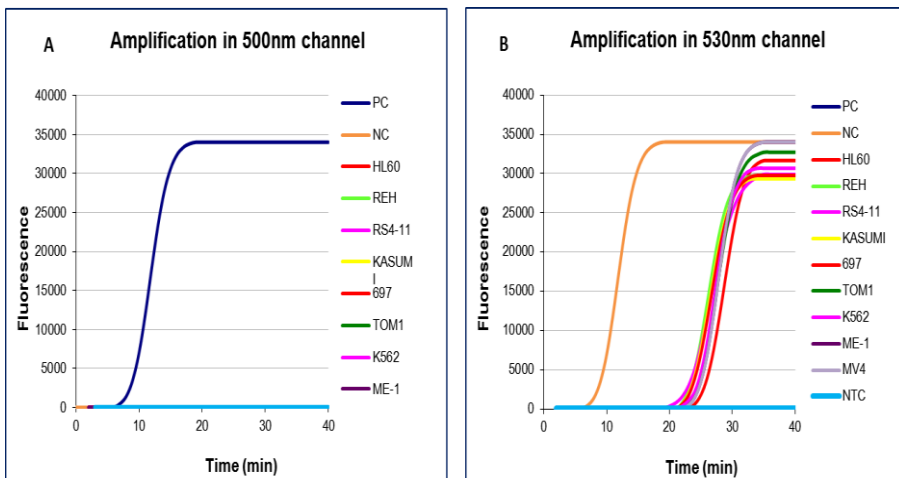 A
Amplification in 500nm channel
40000
35000
30000
25000
20000
15000
10000
5000
0
0 10 20 30 40
Fluorescence
Time (min)
PC
NC
HL60
REH
RS4-11
KASUM
I
697
TOM1
K562
ME-1
B
Amplification in 530nm channel
40000
35000
30000
25000
20000
15000
10000
5000
0
0 10 20 30 40
Fluorescence
Time (min)
PC
NC
HL60
REH
RS4-11
KASUMI
697
TOM1
K562
ME-1
MV4
NTC